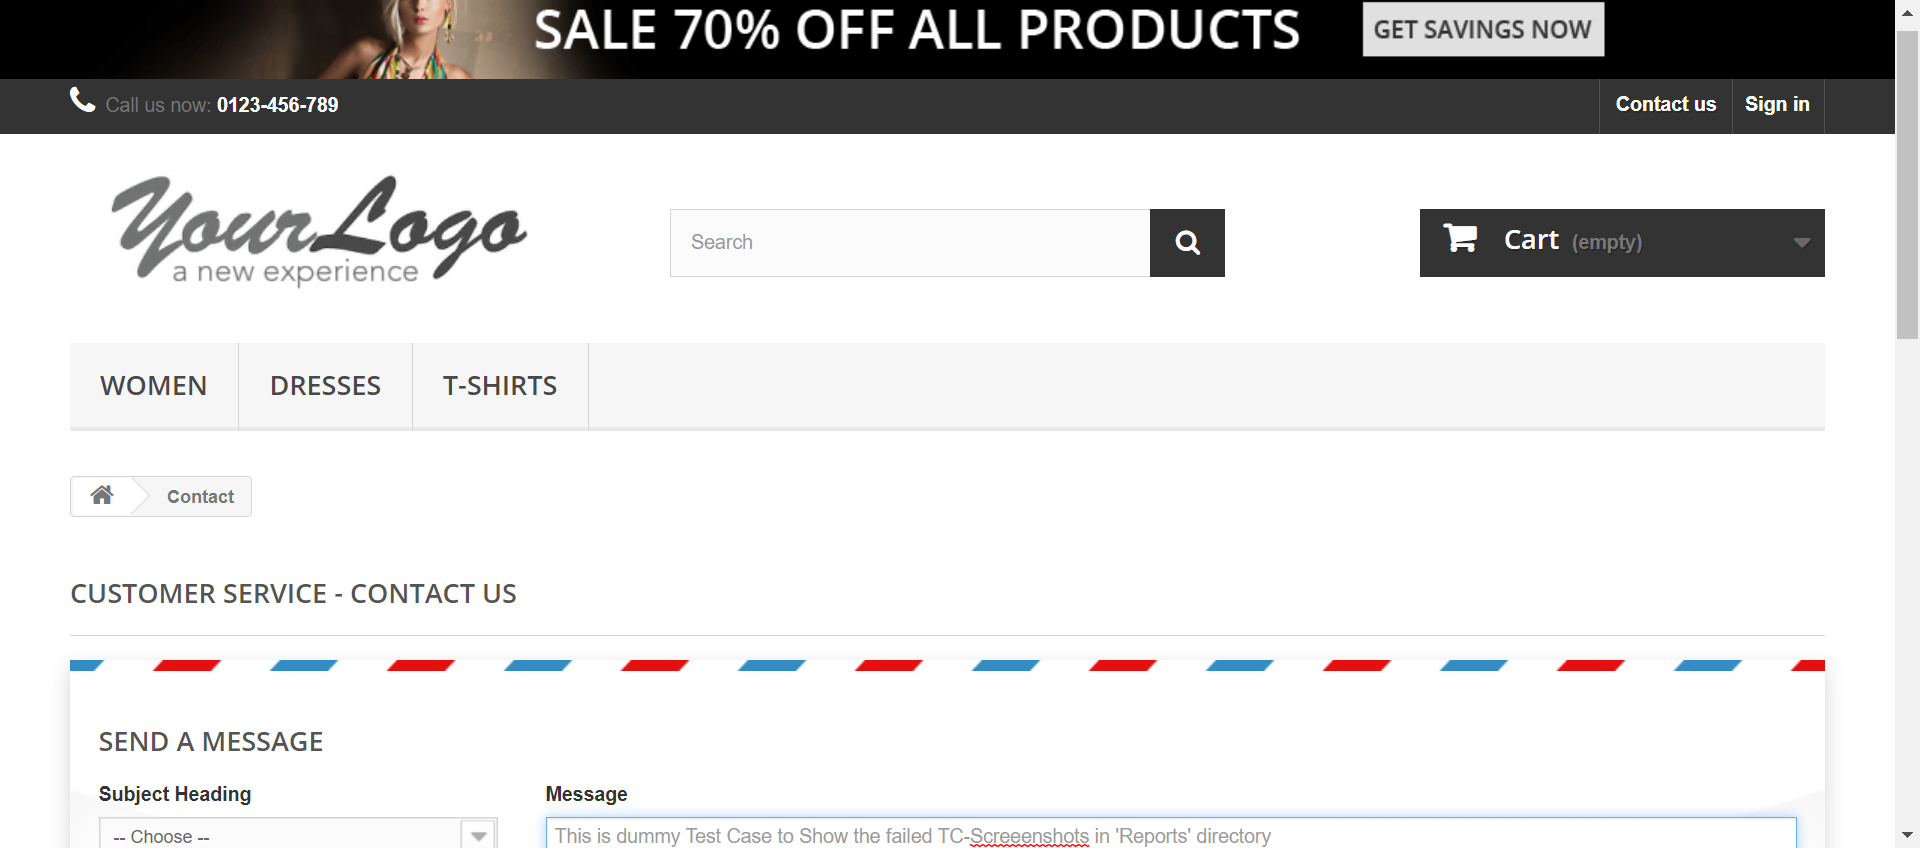 SALE 70% OFF ALL PRODUCTS
GET SAVINGS NOW
Call us now: 0123-456-789
Contact us
Sign in
YourLogo
a new experience
Search
Cart (empty)
WOMEN
DRESSES
T-SHIRTS
Contact
CUSTOMER SERVICE - CONTACT US
SEND A MESSAGE
Subject Heading
Message
-- Choose --
This is dummy Test Case to Show the failed TC-Screeenshots in 'Reports' directory